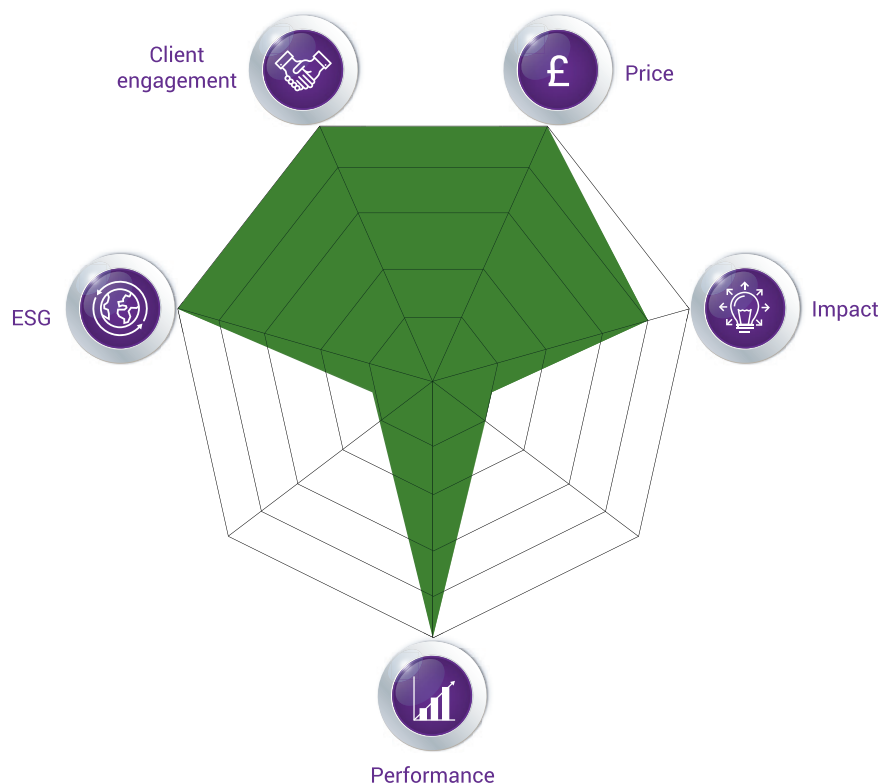 Client
engagement
£
Price
ESG
Impact
Performance